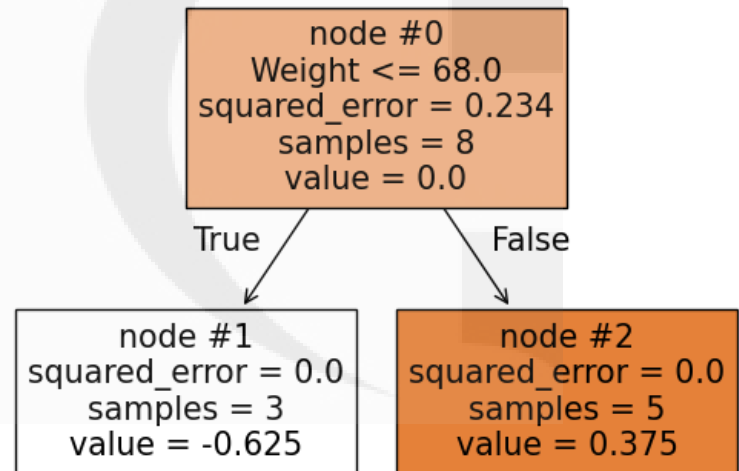 node #0
Weight <= 68.0
squared_error = 0.234
samples = 8
value = 0.0
True
False
node #1
squared_error = 0.0
samples = 3
value = -0.625
node #2
squared_error = 0.0
samples = 5
value = 0.375